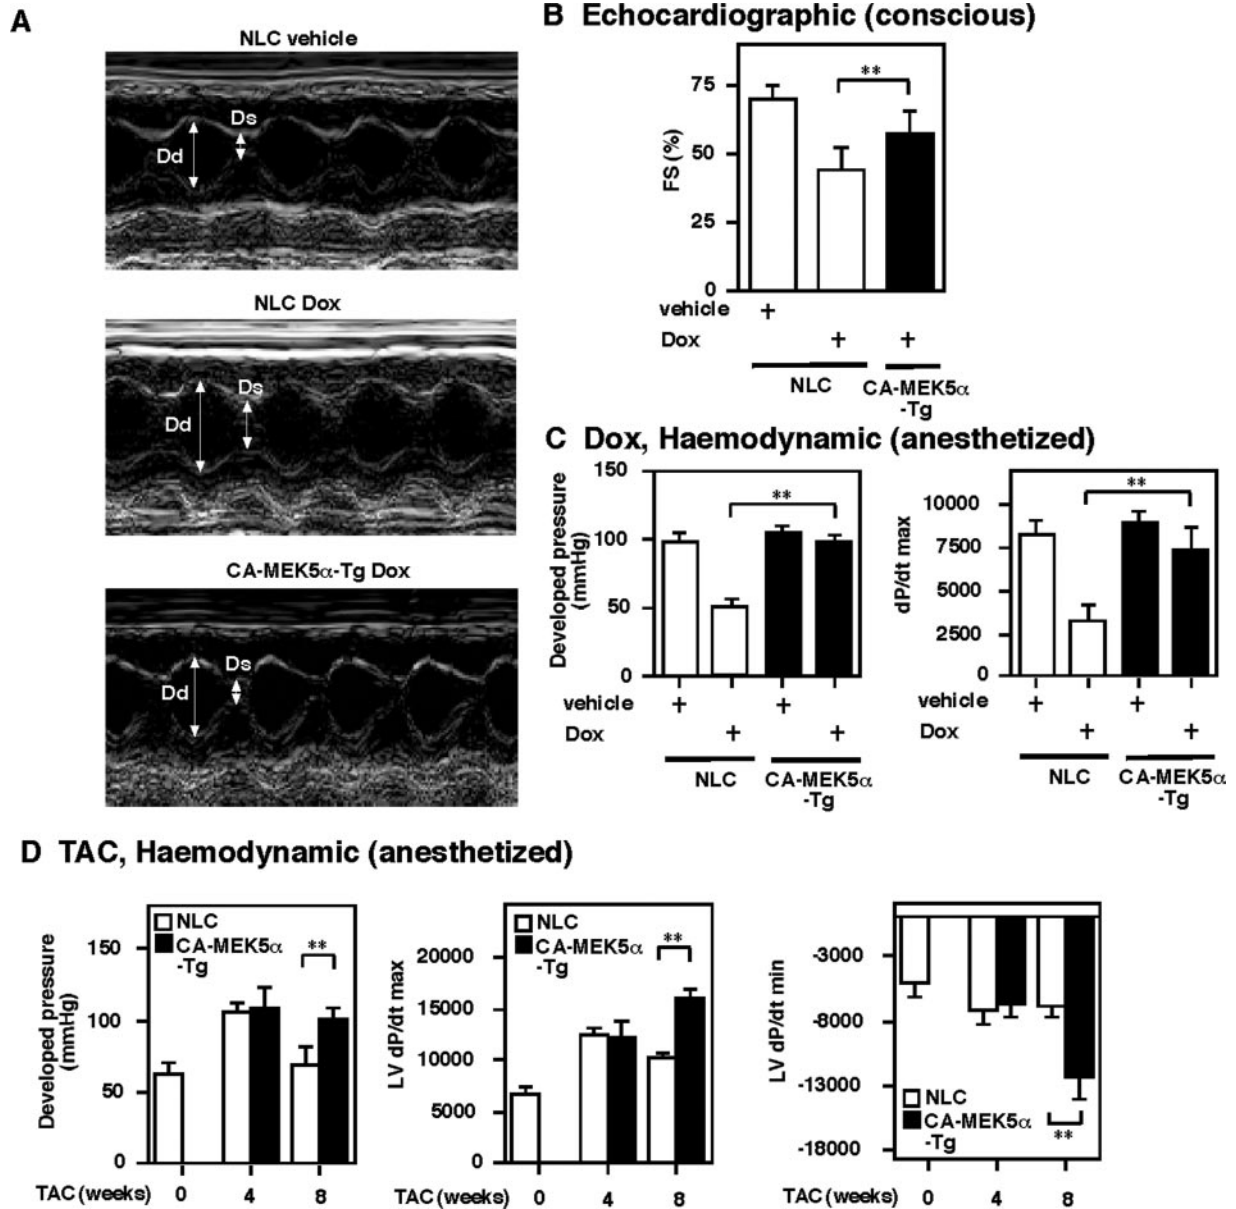 A
NLC vehicle
Ds
Dd
NLC Dox
Ds
Dd
CA-MEK5α-Tg Dox
Ds
Dd
B Echocardiographic (conscious)
FS (%)
75
50
25
0
**
vehicle + 
Dox + +
NLC
CA-MEK5α
-Tg
C Dox, Haemodynamic (anesthetized)
Developed pressure
(mmHg)
150
100
50
0
**
vehicle + +
Dox + +
NLC
CA-MEK5α
-Tg
dP/dt max
10000
7500
5000
2500
0
**
vehicle + +
Dox + +
NLC
CA-MEK5α
-Tg
D TAC, Haemodynamic (anesthetized)
Developed pressure
(mmHg)
150
100
50
0
NLC
CA-MEK5α
-Tg
**
TAC (weeks) 0 4 8
LV dP/dt max
20000
15000
10000
5000
0
NLC
CA-MEK5α
-Tg
**
TAC (weeks) 0 4 8
LV dP/dt min
-3000
-8000
-13000
-18000
NLC
CA-MEK5α
-Tg
**
TAC (weeks) 0 4 8